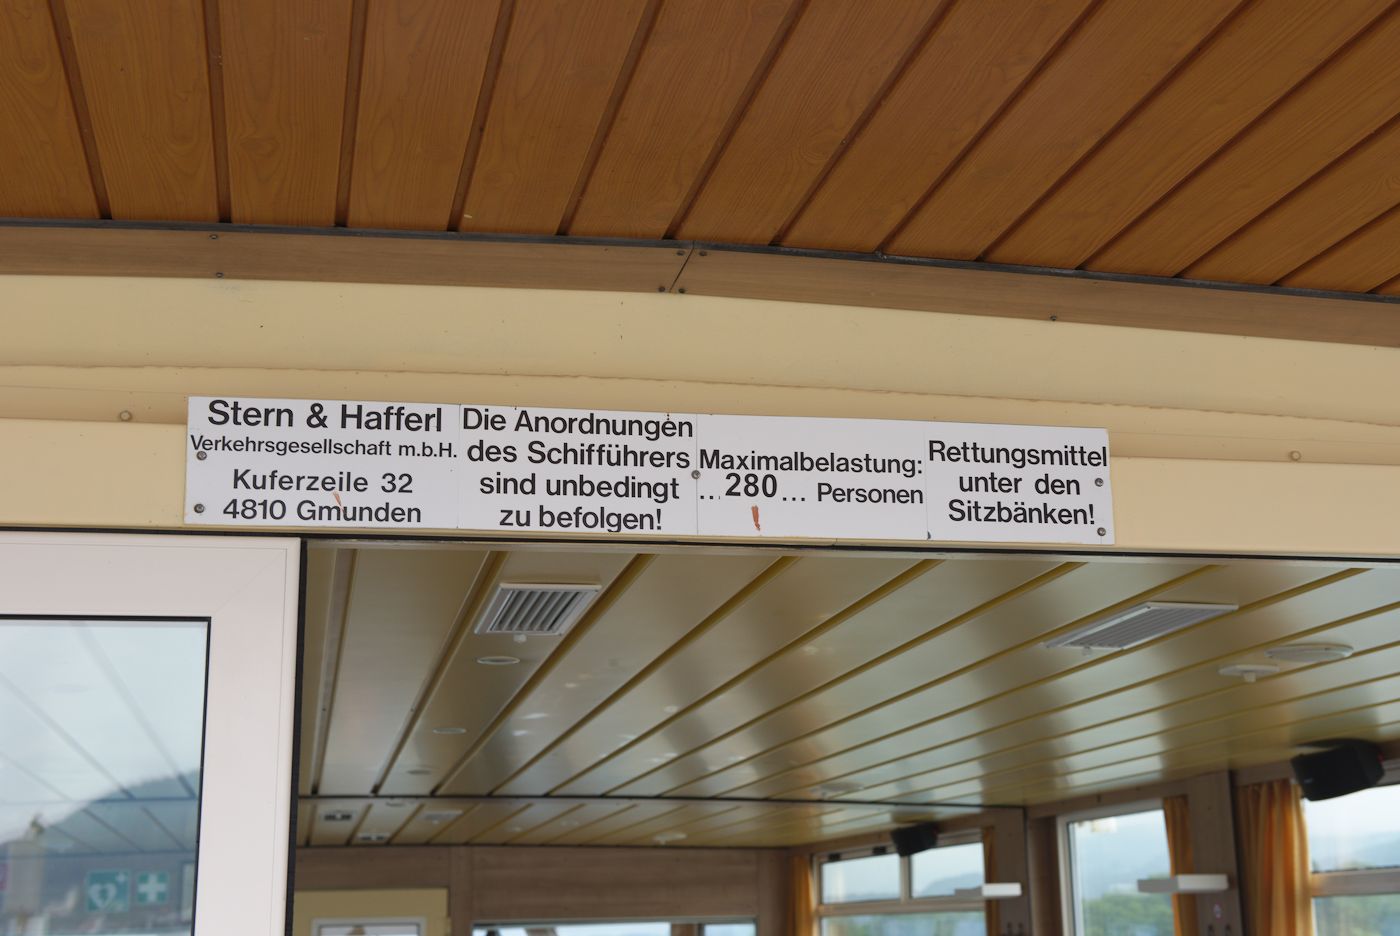 Stern & Hafferl
Verkehrsgesellschaft m.b.H.
Kuferzeile 32
4810 Gmunden
Die Anordnungen
des Schifführers
sind unbedingt
zu befolgen!
Maximalbelastung:
...280... Personen
Rettungsmittel
unter den
Sitzbänken!